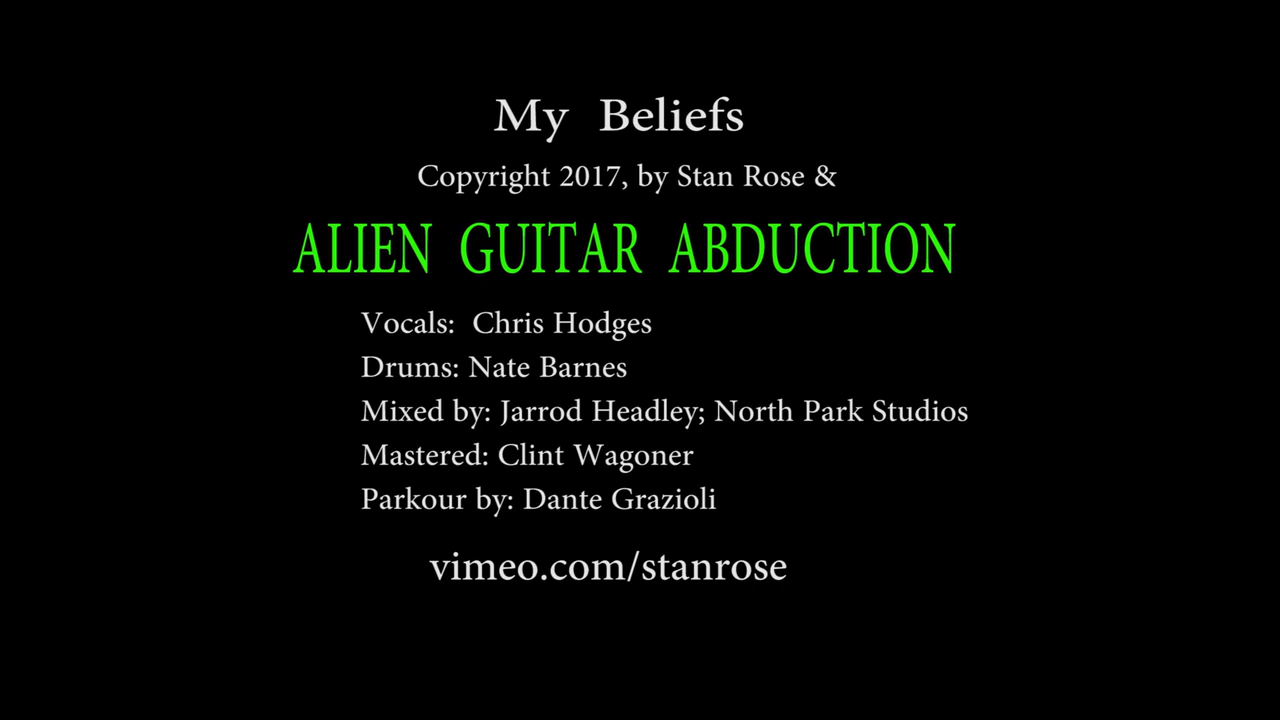 My Beliefs
Copyright 2017, by Stan Rose &
ALIEN GUITAR ABDUCTION
Vocals: Chris Hodges
Drums: Nate Barnes
Mixed by: Jarrod Headley; North Park Studios
Mastered: Clint Wagoner
Parkour by: Dante Grazioli
vimeo.com/stanrose